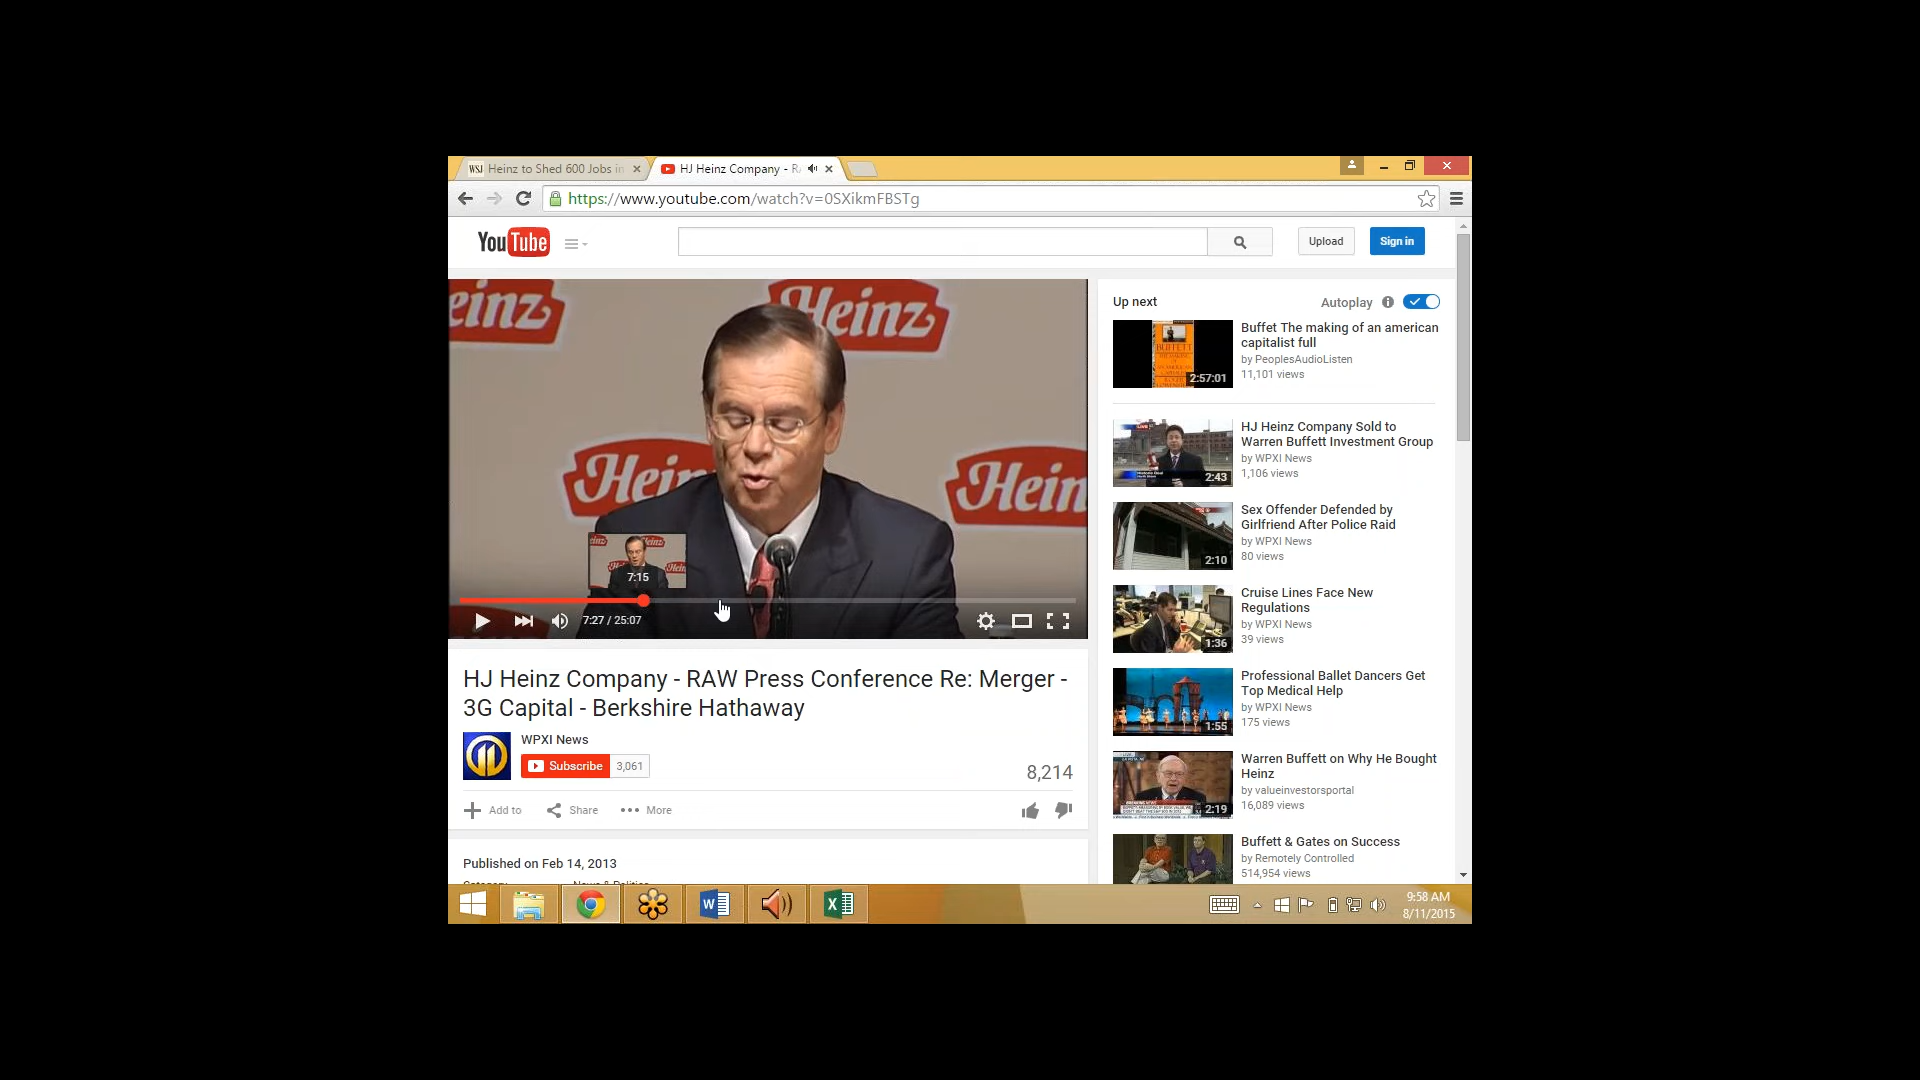 WSJ Heinz to Shed 600 Jobs in
HJ Heinz Company - R
https://www.youtube.com/watch?v=0SXikmFBSTg
YouTube
Upload
Sign in
einz
Heinz
Hein
Hein
7:15
7:27 / 25:07
HJ Heinz Company - RAW Press Conference Re: Merger -
3G Capital - Berkshire Hathaway
WPXI News
Subscribe 3,061
8,214
Add to Share More
Published on Feb 14, 2013
Up next
Autoplay
BUFFETT
2:57:01
Buffet The making of an american
capitalist full
by PeoplesAudioListen
11,101 views
2:43
HJ Heinz Company Sold to
Warren Buffett Investment Group
by WPXI News
1,106 views
2:10
Sex Offender Defended by
Girlfriend After Police Raid
by WPXI News
80 views
1:36
Cruise Lines Face New
Regulations
by WPXI News
39 views
1:55
Professional Ballet Dancers Get
Top Medical Help
by WPXI News
175 views
2:19
Warren Buffett on Why He Bought
Heinz
by valueinvestorsportal
16,089 views
Buffett & Gates on Success
by Remotely Controlled
514,954 views
9:58 AM
8/11/2015